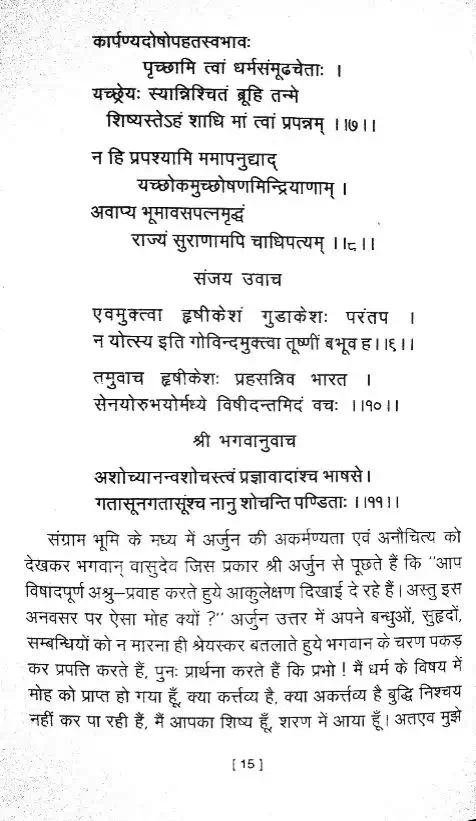 कार्पण्यदोषोपहतस्वभावः
पृच्छामि त्वां धर्मसंमूढचेताः ।
यच्छ्रेयः स्यान्निश्चितं ब्रूहि तन्मे
शिष्यस्तेऽहं शाधि मां त्वां प्रपन्नम् ।।७।।
न हि प्रपश्यामि ममापनुद्याद्
यच्छोकमुच्छोषणमिन्द्रियाणाम् ।
अवाप्य भूमावसपत्नमृद्धं
राज्यं सुराणामपि चाधिपत्यम् ।।८।।
संजय उवाच
एवमुक्त्वा हृषीकेशं गुडाकेशः परंतप ।
न योत्स्य इति गोविन्दमुक्त्वा तूष्णीं बभूव ह।।९।।
तमुवाच हृषीकेशः प्रहसन्निव भारत ।
सेनयोरुभयोर्मध्ये विषीदन्तमिदं वचः ।।१०।।
श्री भगवानुवाच
अशोच्यानन्वशोचस्त्वं प्रज्ञावादांश्च भाषसे।
गतासूनगतासूंश्च नानु शोचन्ति पण्डिताः ।।११।।
संग्राम भूमि के मध्य में अर्जुन की अकर्मण्यता एवं अनौचित्य को
देखकर भगवान् वासुदेव जिस प्रकार श्री अर्जुन से पूछते हैं कि "आप
विषादपूर्ण अश्रु–प्रवाह करते हुये आकुलेक्षण दिखाई दे रहे हैं। अस्तु इस
अनवसर पर ऐसा मोह क्यों ?" अर्जुन उत्तर में अपने बन्धुओं, सुहृदों,
सम्बन्धियों को न मारना ही श्रेयस्कर बतलाते हुये भगवान के चरण पकड़
कर प्रपत्ति करते हैं, पुनः प्रार्थना करते हैं कि प्रभो ! मैं धर्म के विषय में
मोह को प्राप्त हो गया हूँ, क्या कर्त्तव्य है, क्या अकर्त्तव्य है बुद्धि निश्चय
नहीं कर पा रही हैं, मैं आपका शिष्य हूँ, शरण में आया हूँ। अतएव मुझे
[ 15 ]